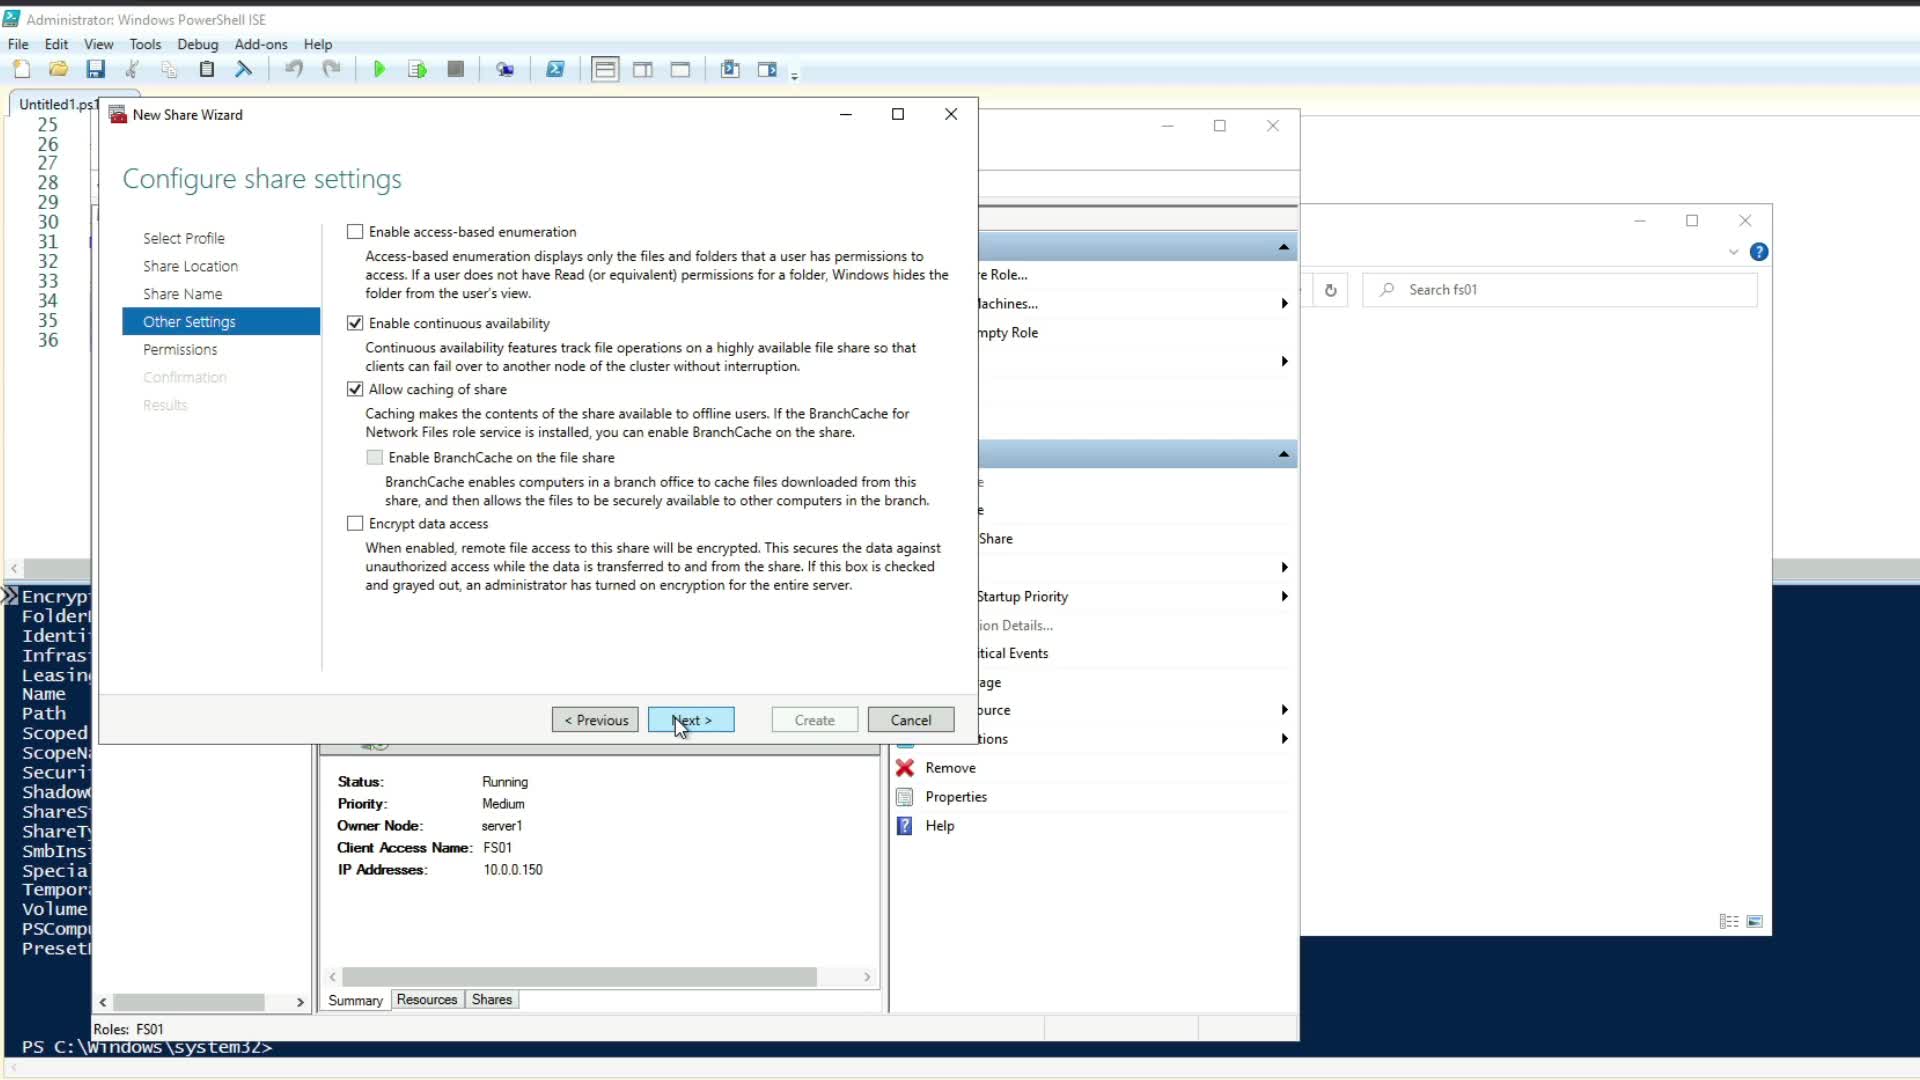 Administrator: Windows PowerShell ISE
File Edit View Tools Debug Add-ons Help
Untitled1.ps1
25
26
27
28
29
30
31
32
33
34
35
36
New Share Wizard
Configure share settings
Select Profile
Share Location
Share Name
Other Settings
Permissions
Confirmation
Results
Enable access-based enumeration
Access-based enumeration displays only the files and folders that a user has permissions to
access. If a user does not have Read (or equivalent) permissions for a folder, Windows hides the
folder from the user's view.
Enable continuous availability
Continuous availability features track file operations on a highly available file share so that
clients can fail over to another node of the cluster without interruption.
Allow caching of share
Caching makes the contents of the share available to offline users. If the BranchCache for
Network Files role service is installed, you can enable BranchCache on the share.
Enable BranchCache on the file share
BranchCache enables computers in a branch office to cache files downloaded from this
share, and then allows the files to be securely available to other computers in the branch.
Encrypt data access
When enabled, remote file access to this share will be encrypted. This secures the data against
unauthorized access while the data is transferred to and from the share. If this box is checked
and grayed out, an administrator has turned on encryption for the entire server.
< Previous
Next >
Create
Cancel
e Role...
Machines...
mpty Role
e
e
Share
Startup Priority
ion Details...
itical Events
age
ource
tions
Remove
Properties
Help
Search fs01
Encryp
Folder
Identi
Infras
Leasin
Name
Path
Scoped
ScopeNa
Securi
Shadow
ShareS
ShareTy
SmbIns
Special
Tempora
Volume
PSCompu
Preset
Status: Running
Priority: Medium
Owner Node: server1
Client Access Name: FS01
IP Addresses: 10.0.0.150
Summary Resources Shares
Roles: FS01
PS C:\Windows\system32>